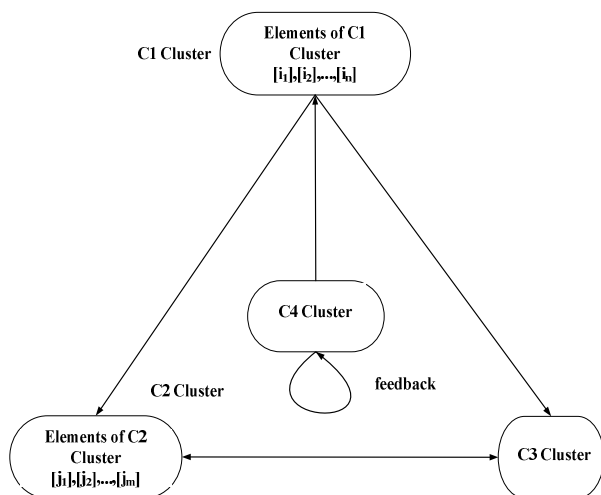 C1 Cluster
Elements of C1
Cluster
[i₁],[i₂],...,[iₙ]
C4 Cluster
feedback
C2 Cluster
Elements of C2
Cluster
[j₁],[j₂],...,[jₘ]
C3 Cluster